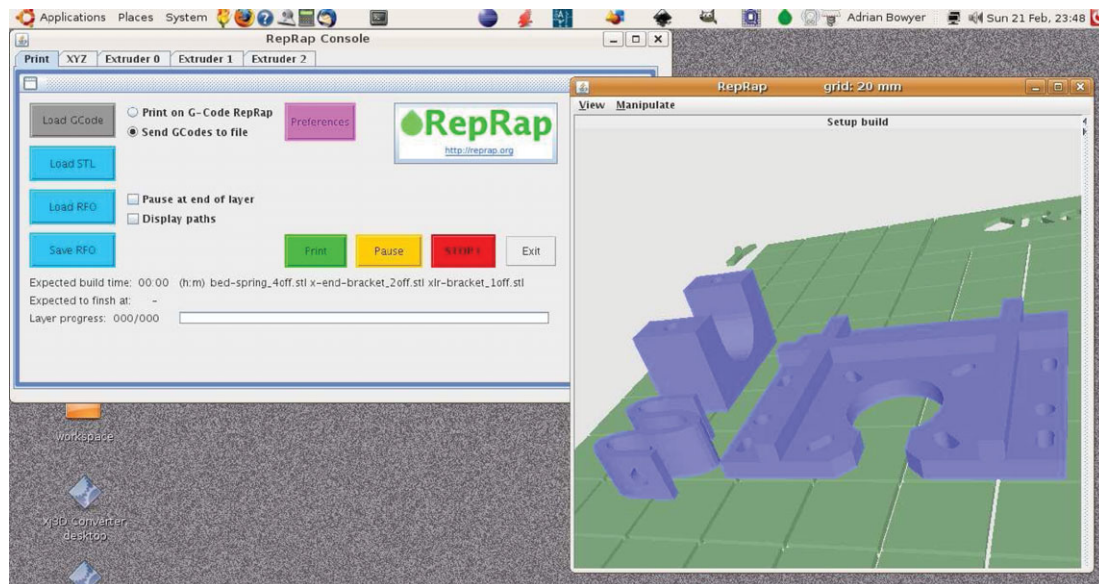 Applications Places System
Adrian Bowyer
Sun 21 Feb, 23:48
RepRap Console
Print XYZ Extruder 0 Extruder 1 Extruder 2
Load GCode
Print on G-Code RepRap
Send GCodes to file
Preferences
RepRap
http://reprap.org
Load STL
Load RFO
Pause at end of layer
Display paths
Save RFO
Print
Pause
STOP !
Exit
Expected build time: 00:00 (h:m) bed-spring_4off.stl x-end-bracket_2off.stl xlr-bracket_1off.stl
Expected to finsh at: -
Layer progress: 000/000
RepRap grid: 20 mm
View Manipulate
Setup build
workspace
Xj3D Converter
desktop